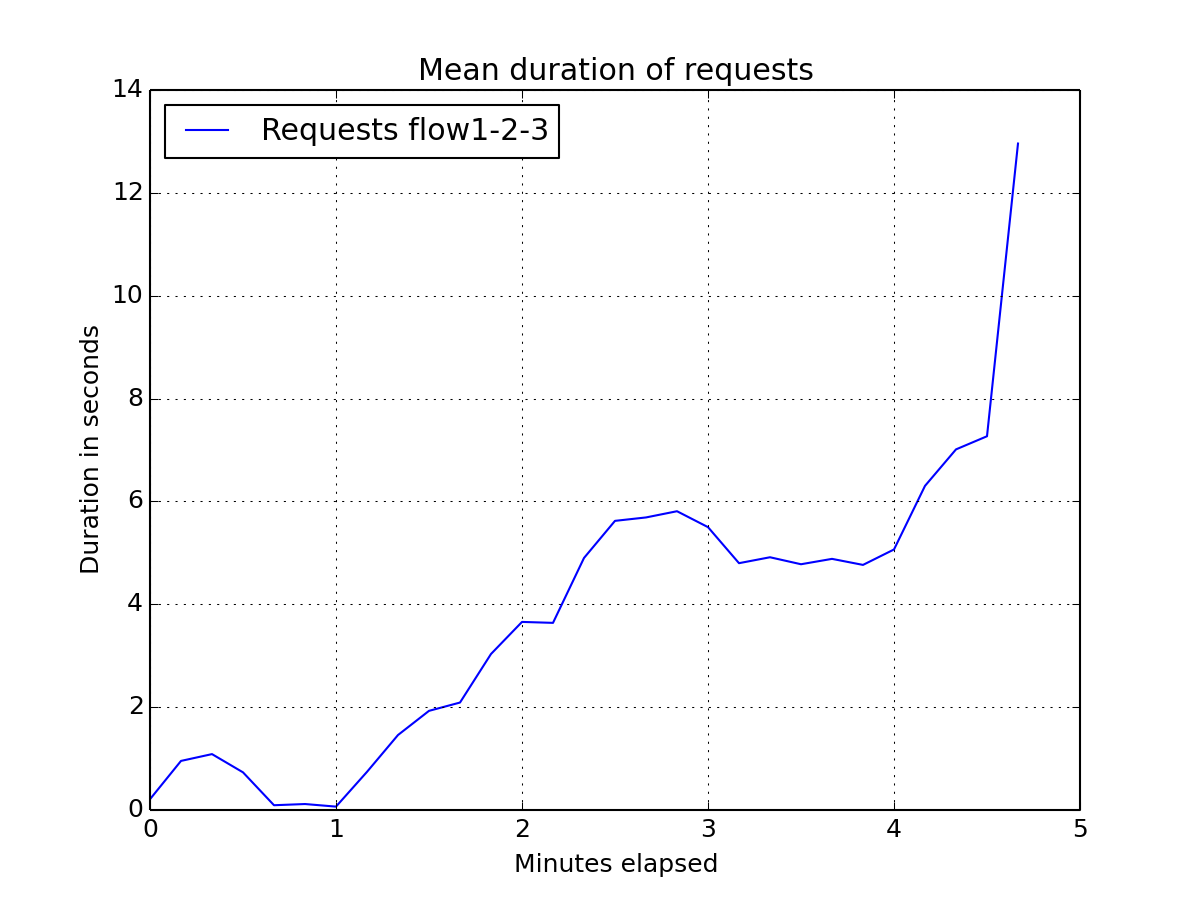 Mean duration of requests
14
Requests flow1-2-3
12
10
8
6
4
2
0
Duration in seconds
0 1 2 3 4 5
Minutes elapsed